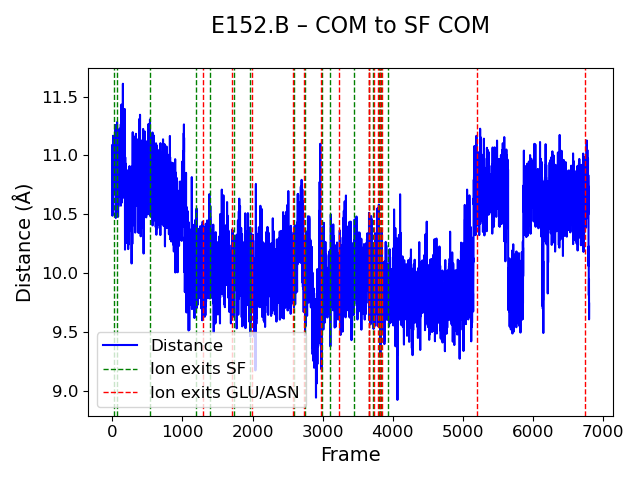 E152.B – COM to SF COM
Distance (Å)
11.5
11.0
10.5
10.0
9.5
9.0
Distance
Ion exits SF
Ion exits GLU/ASN
0 1000 2000 3000 4000 5000 6000 7000
Frame